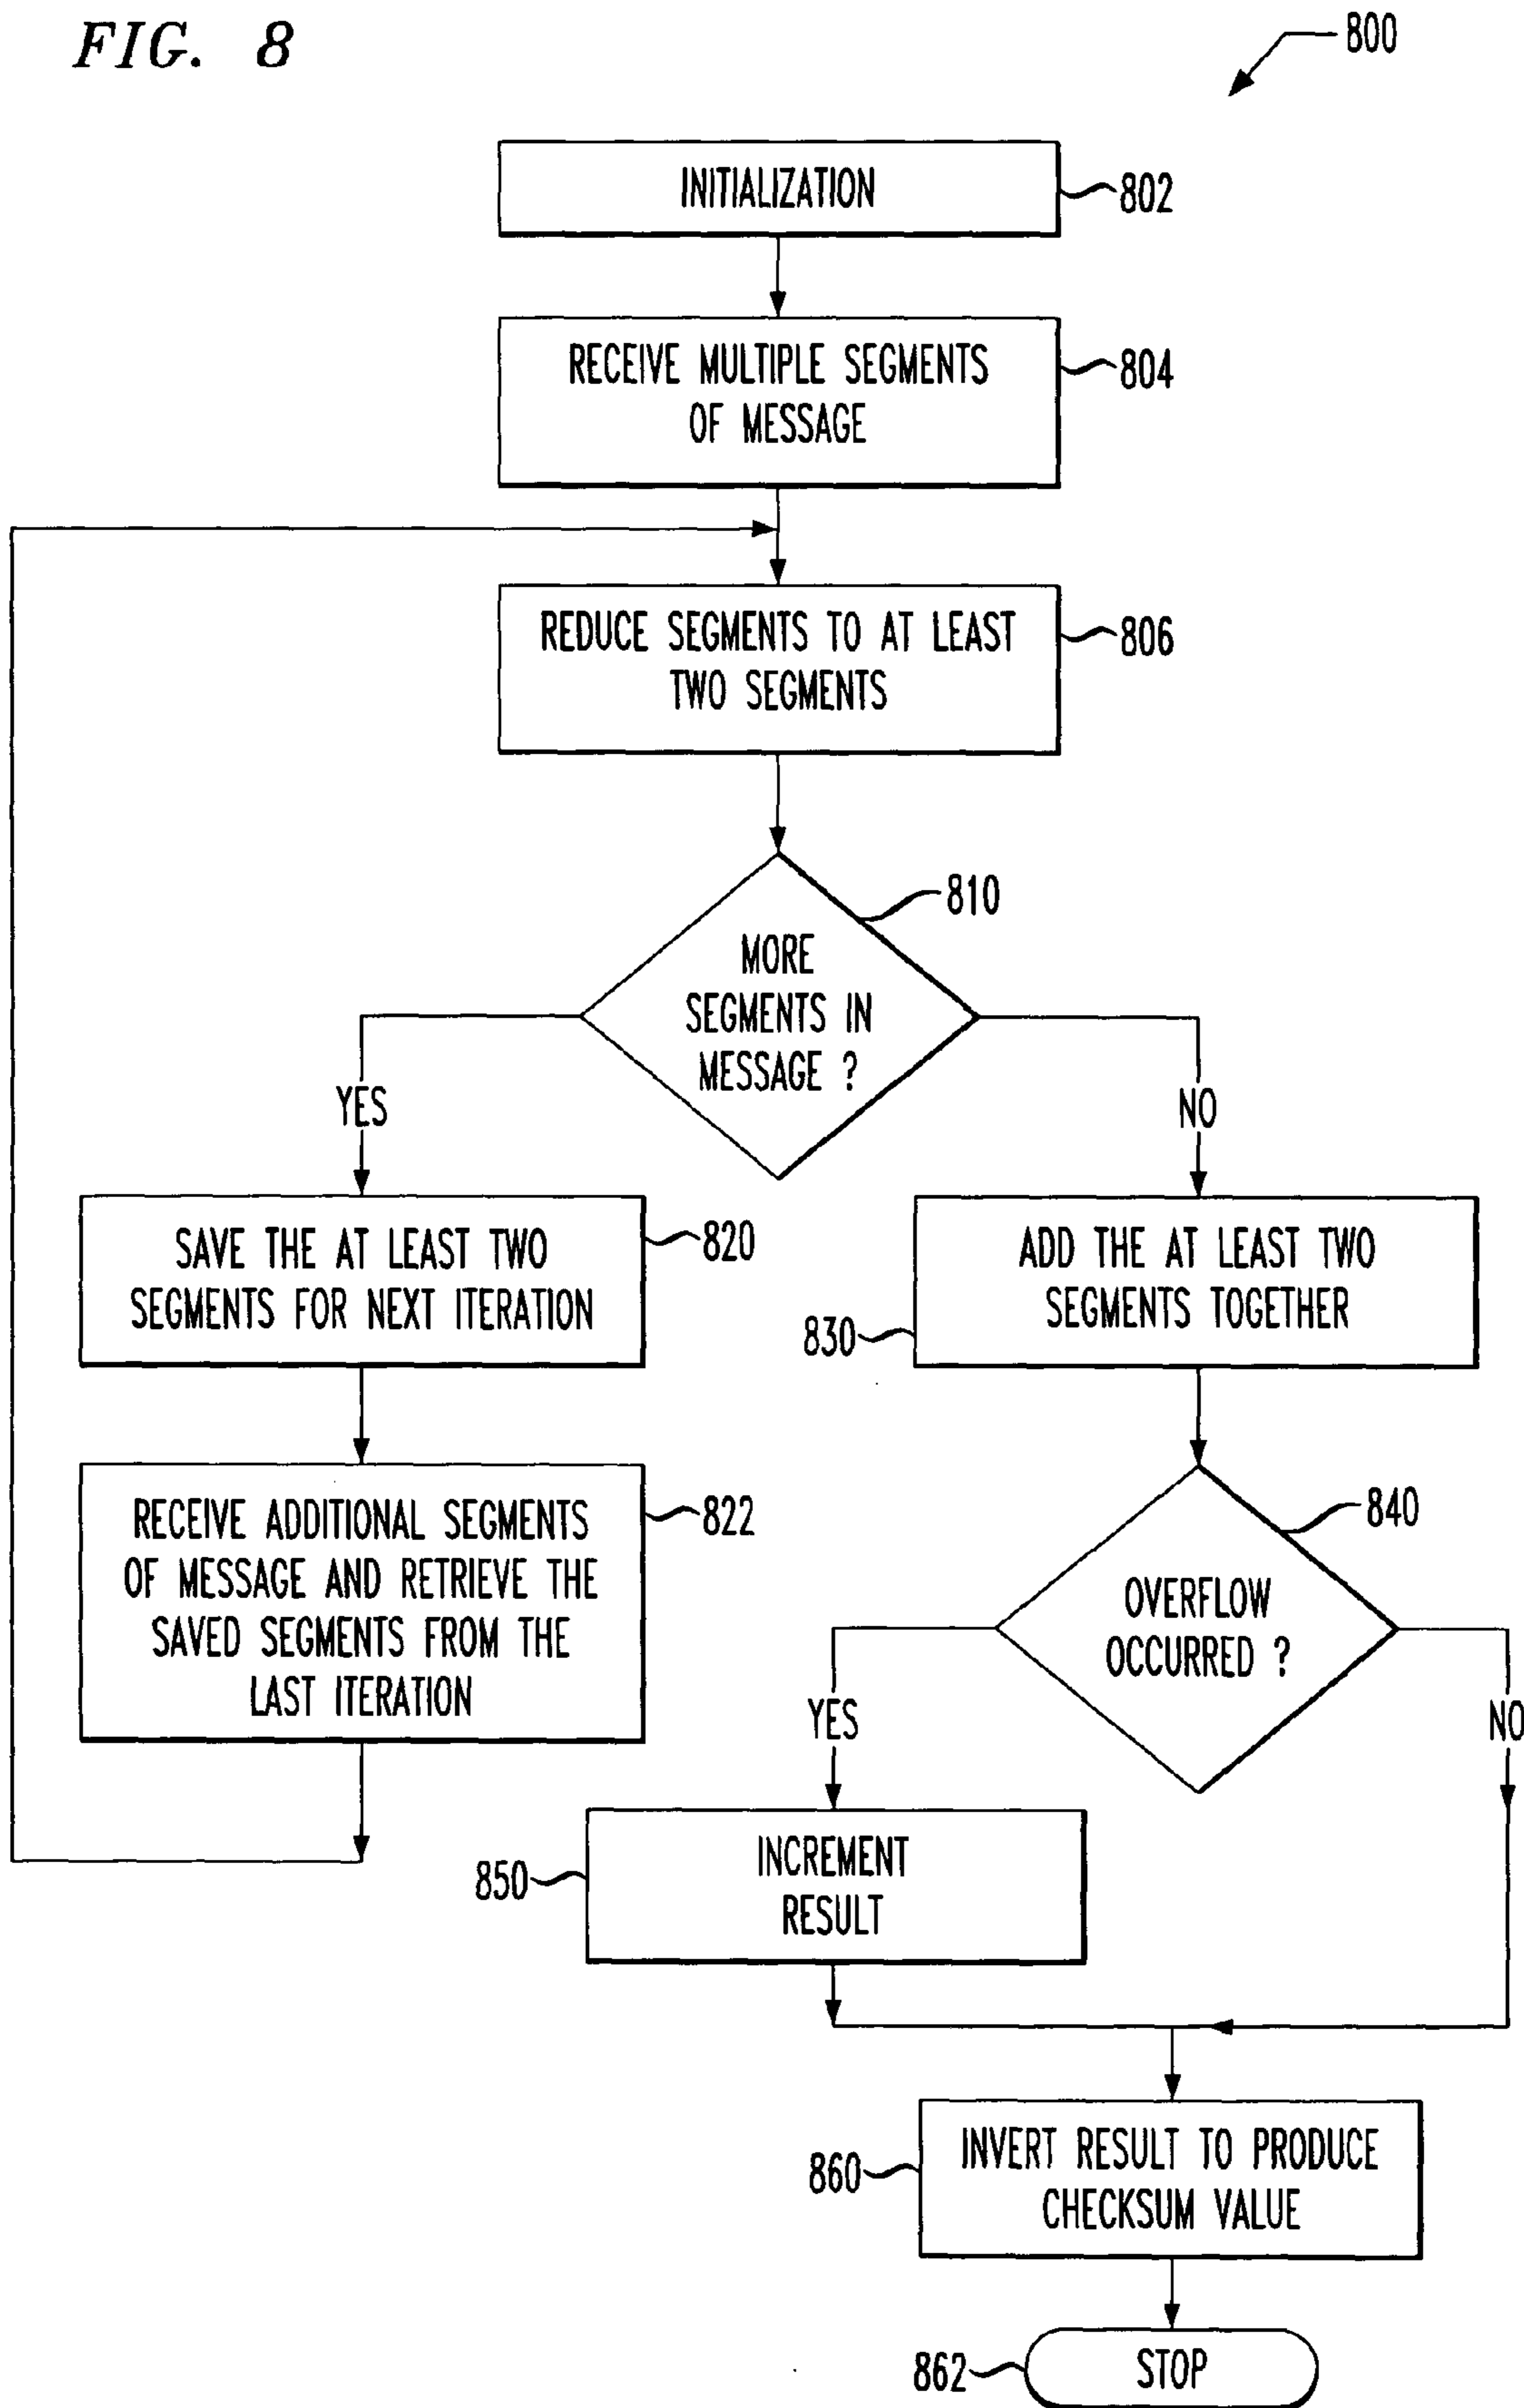 FIG. 8
800
INITIALIZATION
802
RECEIVE MULTIPLE SEGMENTS
OF MESSAGE
804
REDUCE SEGMENTS TO AT LEAST
TWO SEGMENTS
806
810
MORE
SEGMENTS IN
MESSAGE ?
YES
NO
SAVE THE AT LEAST TWO
SEGMENTS FOR NEXT ITERATION
820
ADD THE AT LEAST TWO
SEGMENTS TOGETHER
830
RECEIVE ADDITIONAL SEGMENTS
OF MESSAGE AND RETRIEVE THE
SAVED SEGMENTS FROM THE
LAST ITERATION
822
840
OVERFLOW
OCCURRED ?
YES
NO
INCREMENT
RESULT
850
INVERT RESULT TO PRODUCE
CHECKSUM VALUE
860
STOP
862